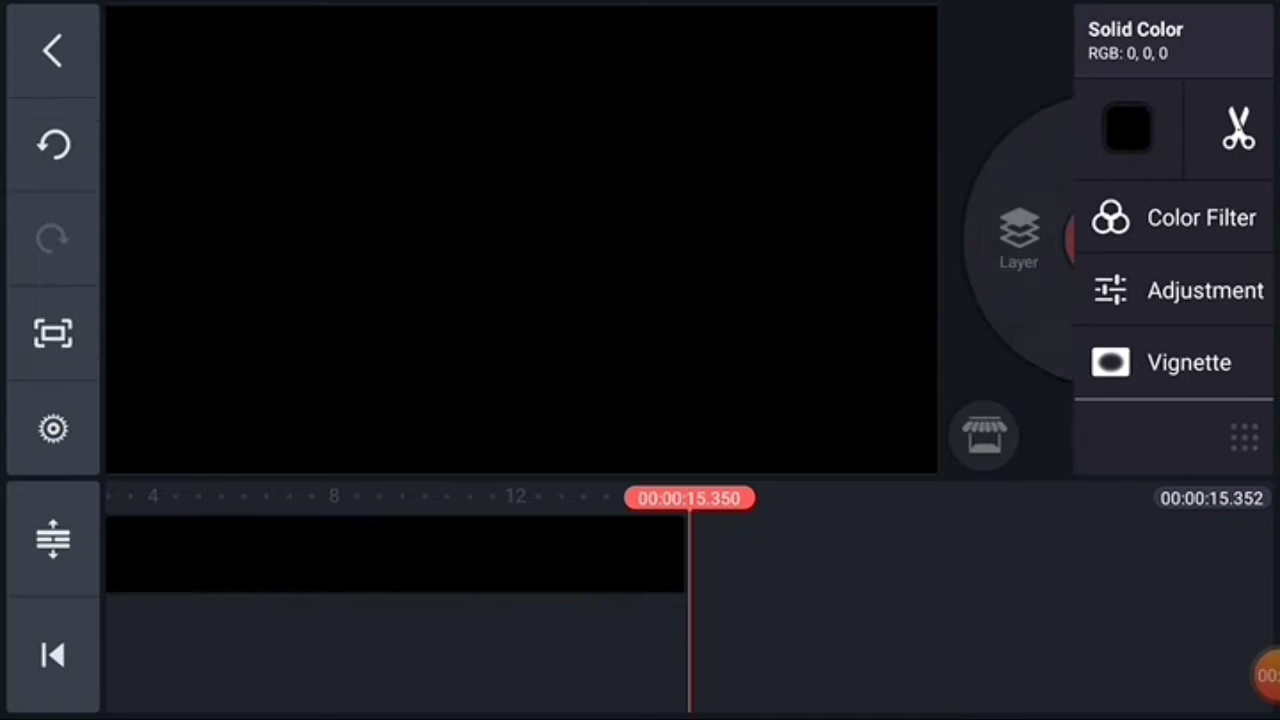 Solid Color
RGB: 0, 0, 0
Layer
Color Filter
Adjustment
Vignette
4
8
12
00:00:15.350
00:00:15.352
00: